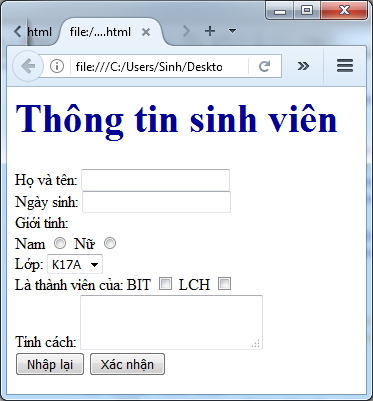 html file:/....html
file:///C:/Users/Sinh/Deskto
Thông tin sinh viên
Họ và tên:
Ngày sinh:
Giới tính:
Nam Nữ
Lớp: K17A
Là thành viên của: BIT LCH
Tính cách:
Nhập lại Xác nhận